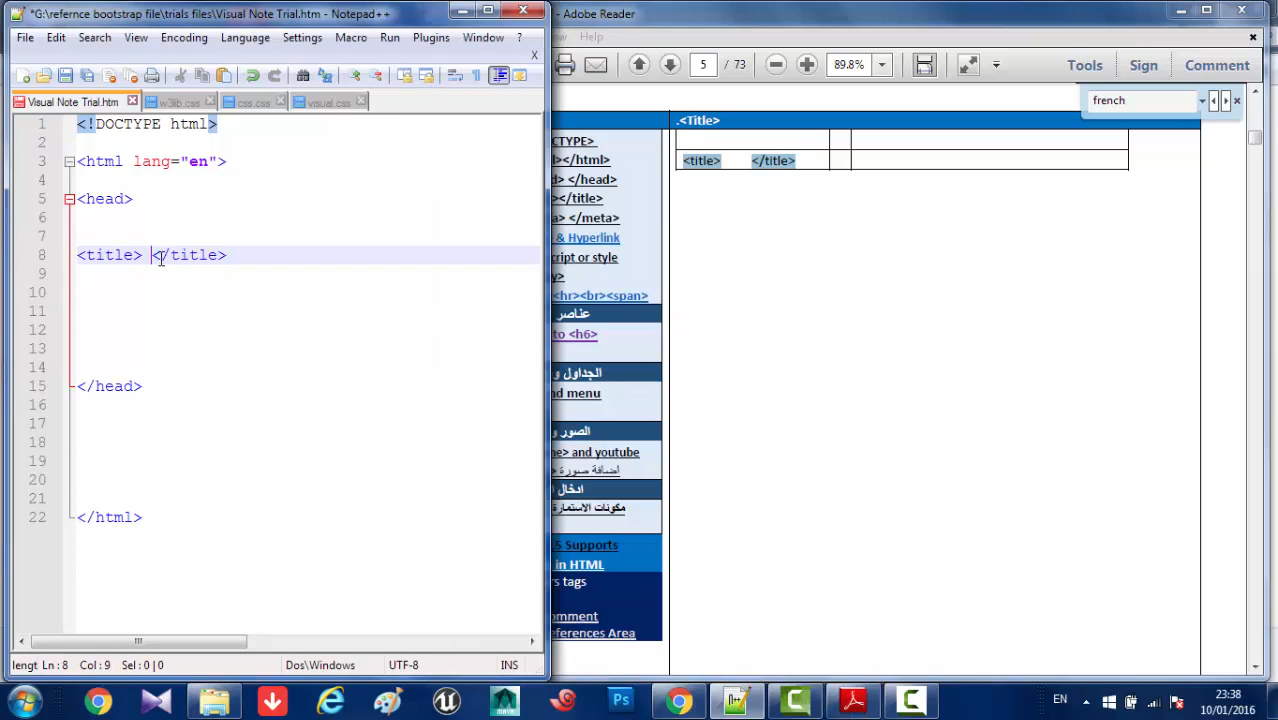 *G:\refernce bootstrap file\trials files\Visual Note Trial.htm - Notepad++
File Edit Search View Encoding Language Settings Macro Run Plugins Window ?
X
Visual Note Trial.htm
w3lib.css
css.css
visual.css
1 <!DOCTYPE html>
2
3 <html lang="en">
4
5 <head>
6
7
8 <title> </title>
9
10
11
12
13
14
15 </head>
16
17
18
19
20
21
22 </html>
lengt Ln : 8 Col : 9 Sel : 0 | 0 Dos\Windows UTF-8 INS
- Adobe Reader
Help
5 / 73 89.8% Tools Sign Comment
french
.<Title>
<title> </title>
OCTYPE>
></html>
d> </head>
></title>
a> </meta>
& Hyperlink
cript or style
y>
<hr><br><span>
عناصر
to <h6>
الجداول و
nd menu
الصور و
ne> and youtube
اضافة صورة
ادخال
مكونات الاستمارة
5 Supports
in HTML
s tags
omment
eferences Area
Ps
EN
23:38
10/01/2016